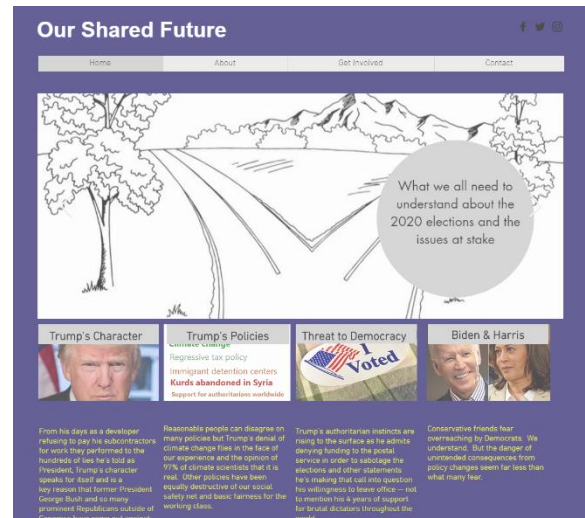 Our Shared Future
Home
About
Get Involved
Contact
What we all need to
understand about the
2020 elections and the
issues at stake
Trump's Character
Trump's Policies
Threat to Democracy
Biden & Harris
Climate change
Regressive tax policy
Immigrant detention centers
Kurds abandoned in Syria
Support for authoritarians worldwide
I
Voted
From his days as a developer
refusing to pay his subcontractors
for work they performed to the
hundreds of lies he's told as
President, Trump's character
speaks for itself and is a
key reason that former President
George Bush and so many
prominent Republicans outside of
Reasonable people can disagree on
many policies but Trump's denial of
climate change flies in the face of
our experience and the opinion of
97% of climate scientists that it is
real. Other policies have been
equally destructive of our social
safety net and basic fairness for the
working class.
Trump's authoritarian instincts are
rising to the surface as he admits
denying funding to the postal
service in order to sabotage the
elections and other statements
he's making that call into question
his willingness to leave office -- not
to mention his 4 years of support
for brutal dictators throughout the
Conservative friends fear
overreaching by Democrats. We
understand. But the danger of
unintended consequences from
policy changes seem far less than
what many fear.